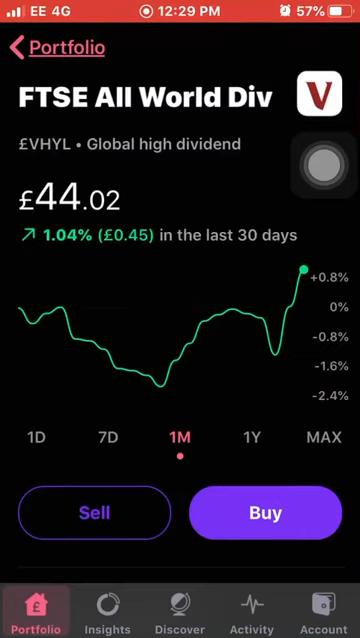 EE 4G 12:29 PM 57%
Portfolio
FTSE All World Div
V
£VHYL • Global high dividend
£44.02
1.04% (£0.45) in the last 30 days
+0.8%
0%
-0.8%
-1.6%
-2.4%
1D 7D 1M 1Y MAX
Sell Buy
£
Portfolio Insights Discover Activity Account